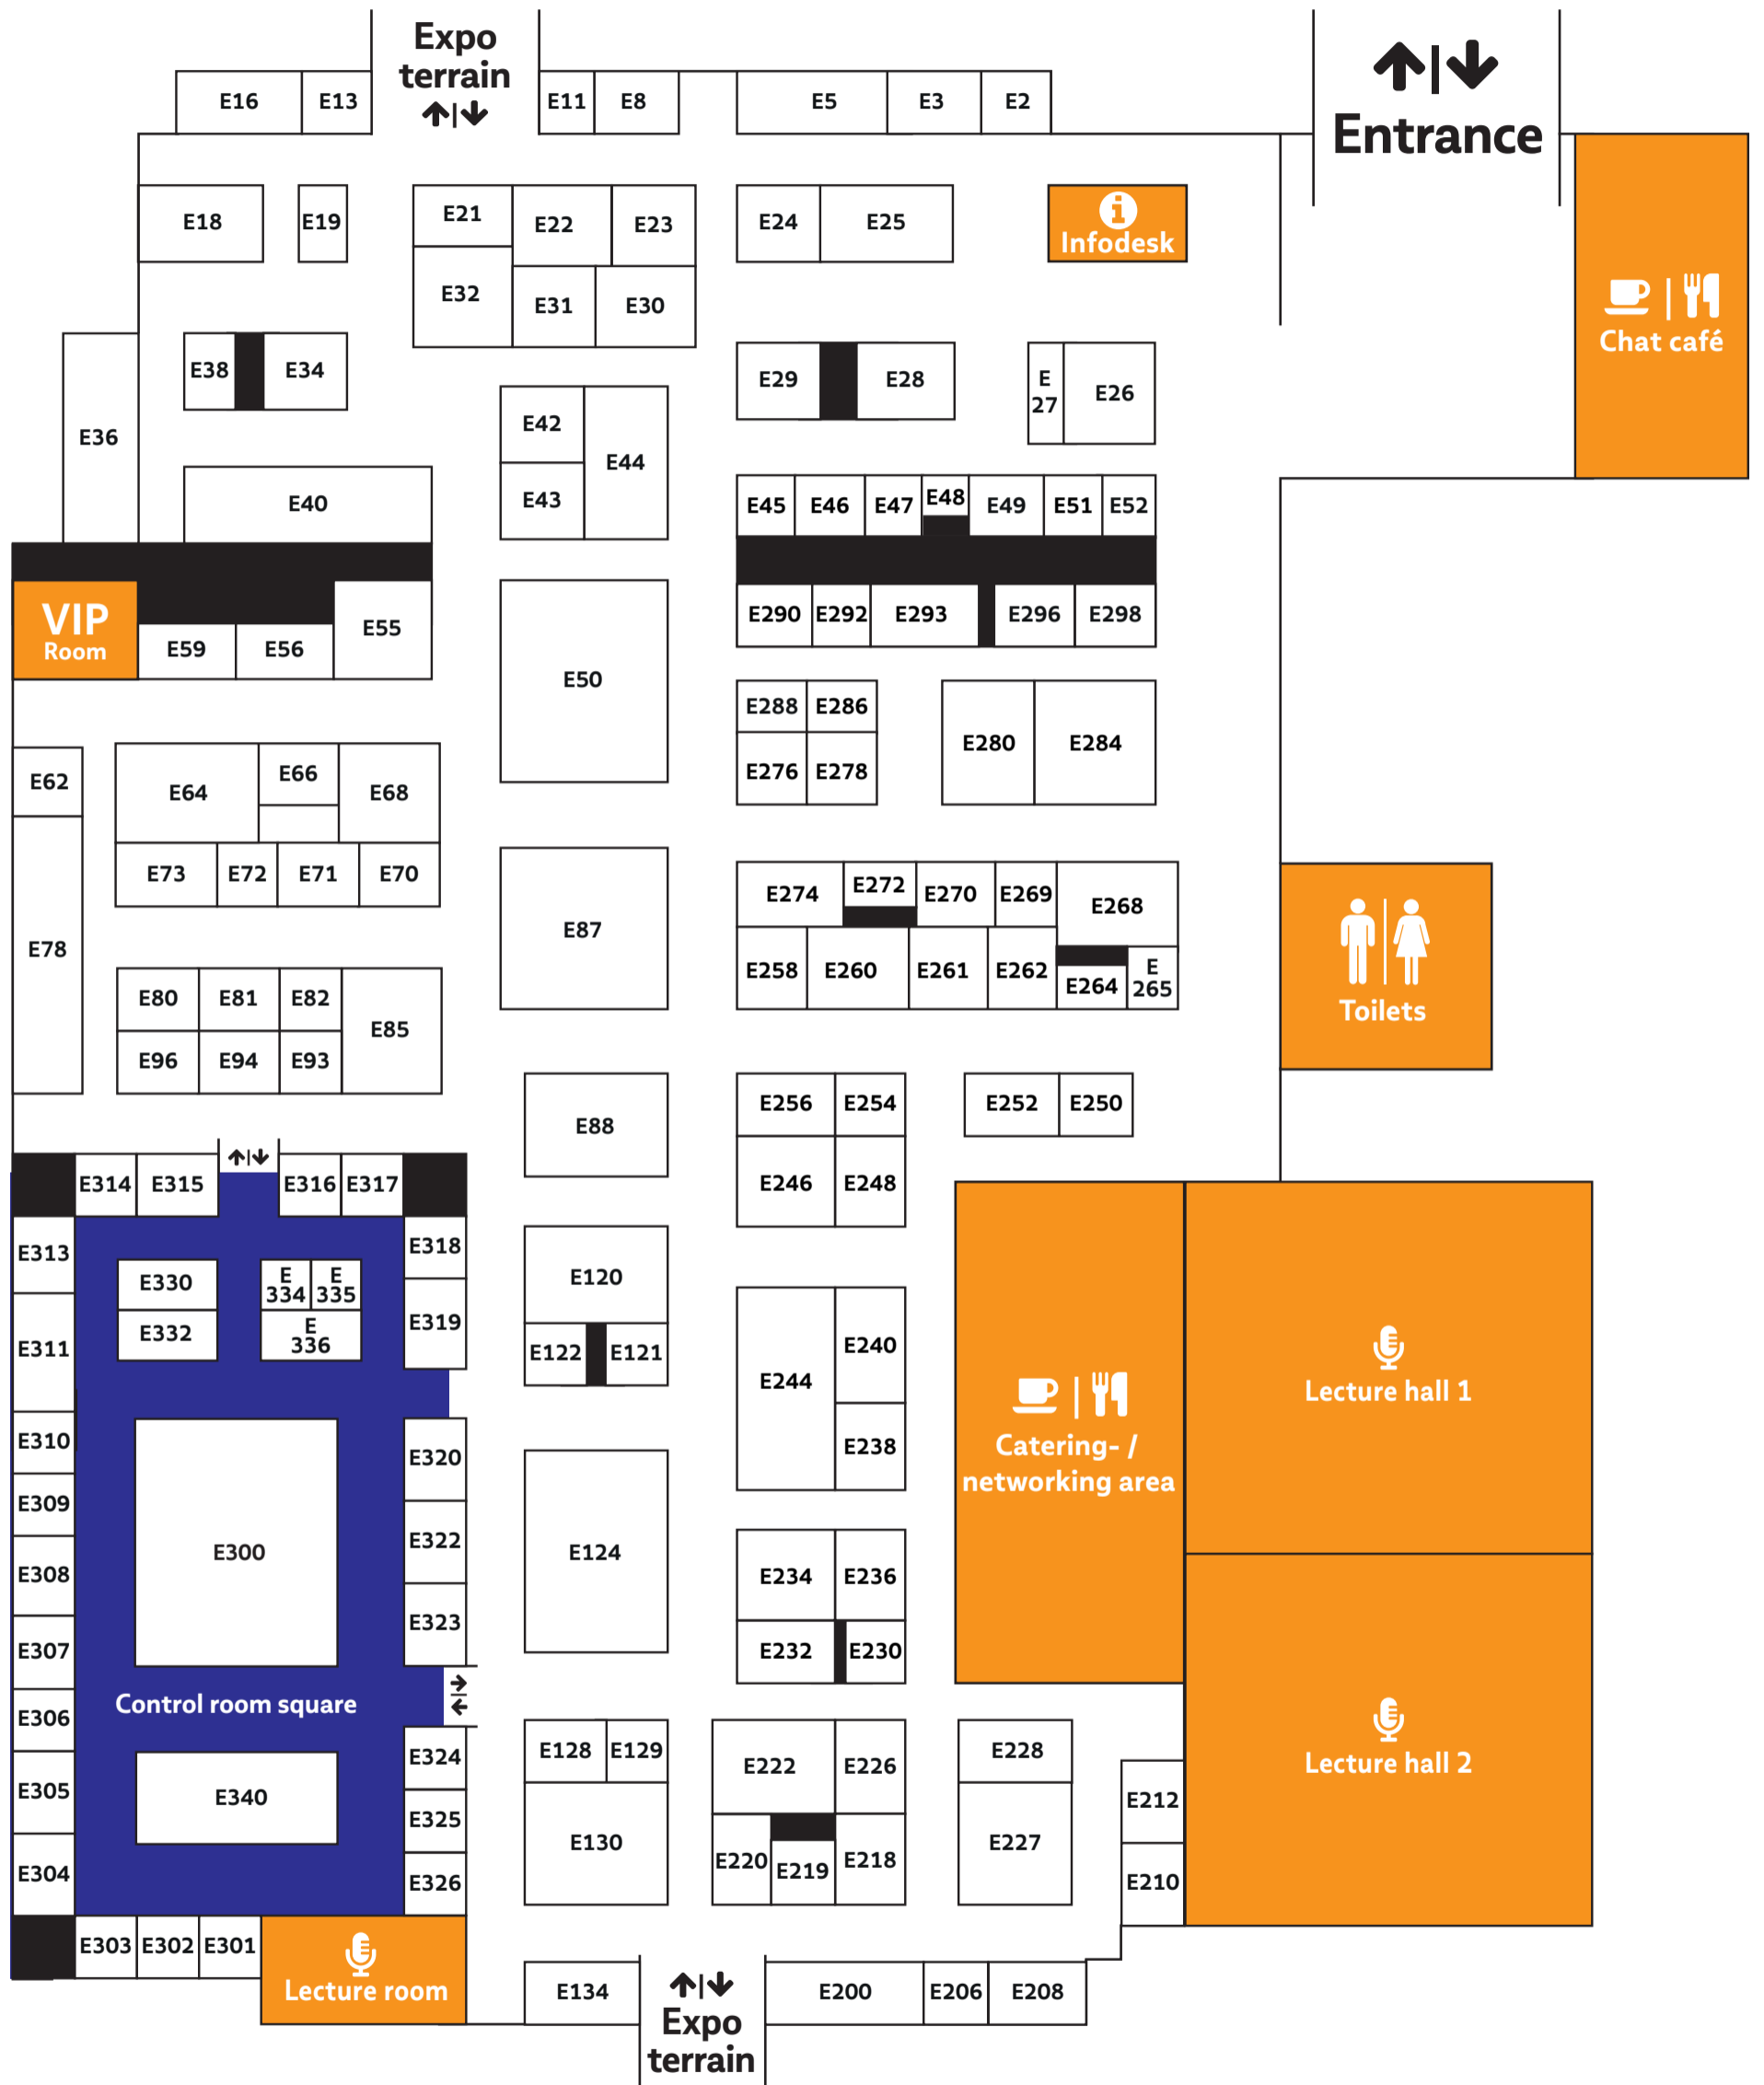 Expo
terrain
Entrance
E16
E13
E11
E8
E5
E3
E2
E18
E19
E21
E22
E23
E24
E25
Infodesk
E32
E31
E30
Chat café
E38
E34
E29
E28
E
27
E26
E36
E42
E44
E43
E40
E45
E46
E47
E48
E49
E51
E52
VIP
Room
E59
E56
E55
E290
E292
E293
E296
E298
E50
E288
E286
E276
E278
E280
E284
E62
E64
E66
E68
E73
E72
E71
E70
E78
E87
E274
E272
E270
E269
E268
E258
E260
E261
E262
E264
E
265
Toilets
E80
E81
E82
E85
E96
E94
E93
E88
E256
E254
E252
E250
E246
E248
E314
E315
E316
E317
E313
E318
E330
E
334
E
335
E332
E
336
E311
E319
E120
E122
E121
E244
E240
E238
Catering- /
networking area
Lecture hall 1
E310
E309
E308
E307
E306
E305
E304
E300
E320
E322
E323
E124
E234
E236
E232
E230
Control room square
E340
E324
E325
E326
E128
E129
E130
E222
E226
E220
E219
E218
E228
E227
E212
E210
Lecture hall 2
E303
E302
E301
Lecture room
E134
E200
E206
E208
Expo
terrain